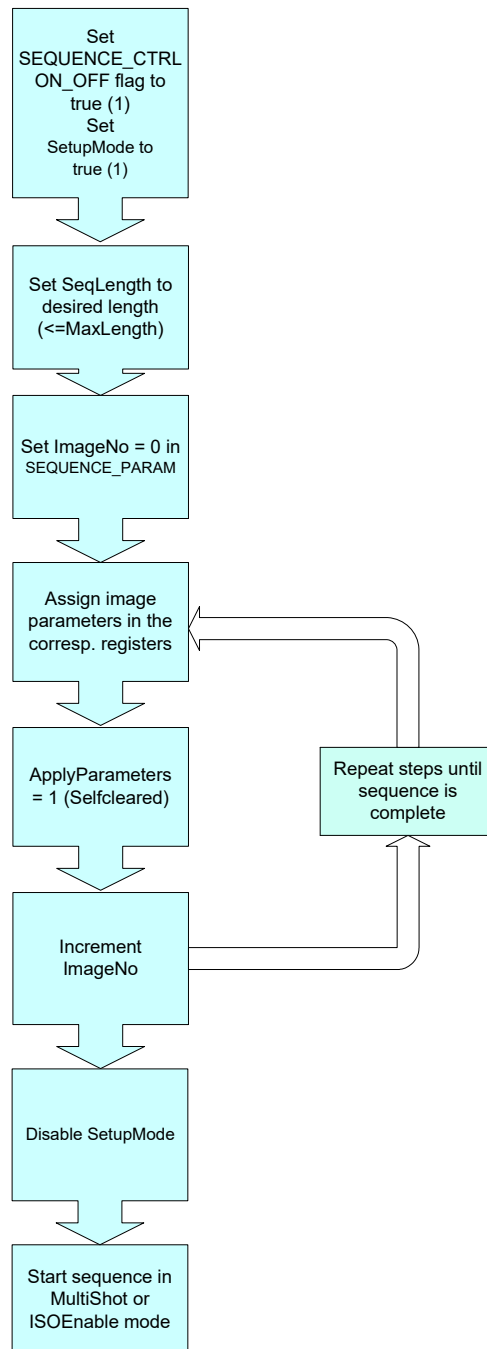 Set
SEQUENCE_CTRL
ON_OFF flag to
true (1)
Set
SetupMode to
true (1)
Set SeqLength to
desired length
(<=MaxLength)
Set ImageNo = 0 in
SEQUENCE_PARAM
Assign image
parameters in the
corresp. registers
ApplyParameters
= 1 (Selfcleared)
Repeat steps until
sequence is
complete
Increment
ImageNo
Disable SetupMode
Start sequence in
MultiShot or
ISOEnable mode